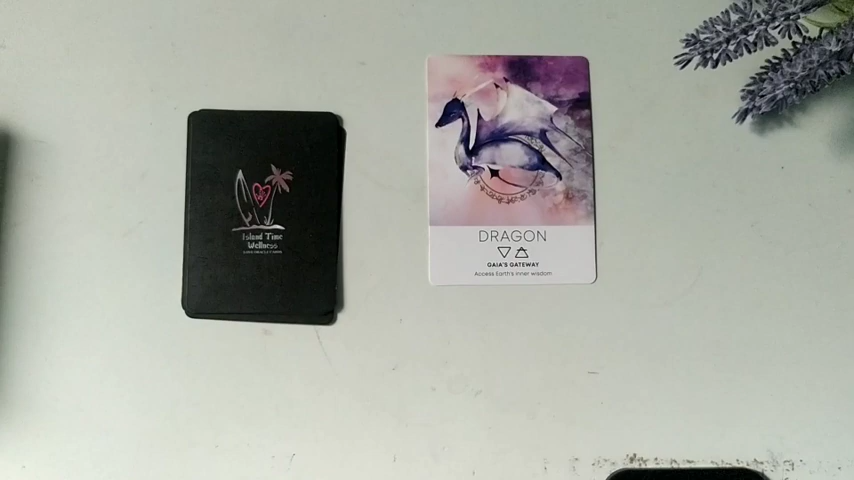 Island Time
Wellness
DRAGON
GAIA'S GATEWAY
Access Earth's inner wisdom